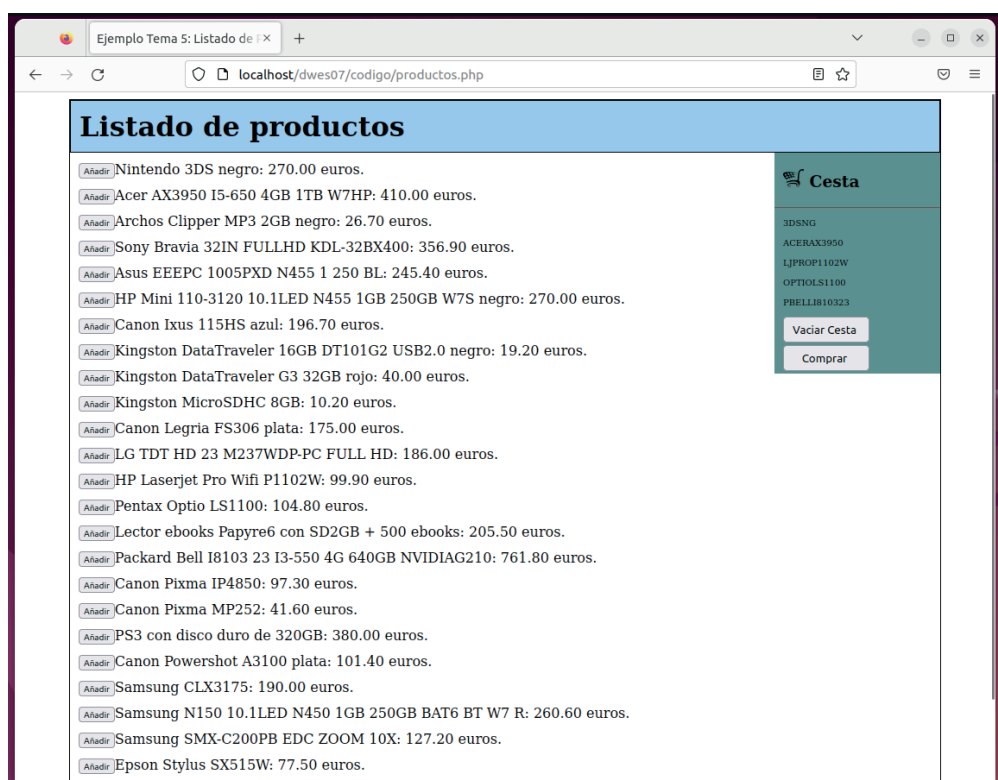 Ejemplo Tema 5: Listado de P
localhost/dwes07/codigo/productos.php
Listado de productos
Añadir Nintendo 3DS negro: 270.00 euros.
Añadir Acer AX3950 I5-650 4GB 1TB W7HP: 410.00 euros.
Añadir Archos Clipper MP3 2GB negro: 26.70 euros.
Añadir Sony Bravia 32IN FULLHD KDL-32BX400: 356.90 euros.
Añadir Asus EEEPC 1005PXD N455 1 250 BL: 245.40 euros.
Añadir HP Mini 110-3120 10.1LED N455 1GB 250GB W7S negro: 270.00 euros.
Añadir Canon Ixus 115HS azul: 196.70 euros.
Añadir Kingston DataTraveler 16GB DT101G2 USB2.0 negro: 19.20 euros.
Añadir Kingston DataTraveler G3 32GB rojo: 40.00 euros.
Añadir Kingston MicroSDHC 8GB: 10.20 euros.
Añadir Canon Legria FS306 plata: 175.00 euros.
Añadir LG TDT HD 23 M237WDP-PC FULL HD: 186.00 euros.
Añadir HP Laserjet Pro Wifi P1102W: 99.90 euros.
Añadir Pentax Optio LS1100: 104.80 euros.
Añadir Lector ebooks Papyre6 con SD2GB + 500 ebooks: 205.50 euros.
Añadir Packard Bell I8103 23 I3-550 4G 640GB NVIDIAG210: 761.80 euros.
Añadir Canon Pixma IP4850: 97.30 euros.
Añadir Canon Pixma MP252: 41.60 euros.
Añadir PS3 con disco duro de 320GB: 380.00 euros.
Añadir Canon Powershot A3100 plata: 101.40 euros.
Añadir Samsung CLX3175: 190.00 euros.
Añadir Samsung N150 10.1LED N450 1GB 250GB BAT6 BT W7 R: 260.60 euros.
Añadir Samsung SMX-C200PB EDC ZOOM 10X: 127.20 euros.
Añadir Epson Stylus SX515W: 77.50 euros.
Cesta
3DSNG
ACERAX3950
LJPROP1102W
OPTIOLS1100
PBELLI810323
Vaciar Cesta
Comprar